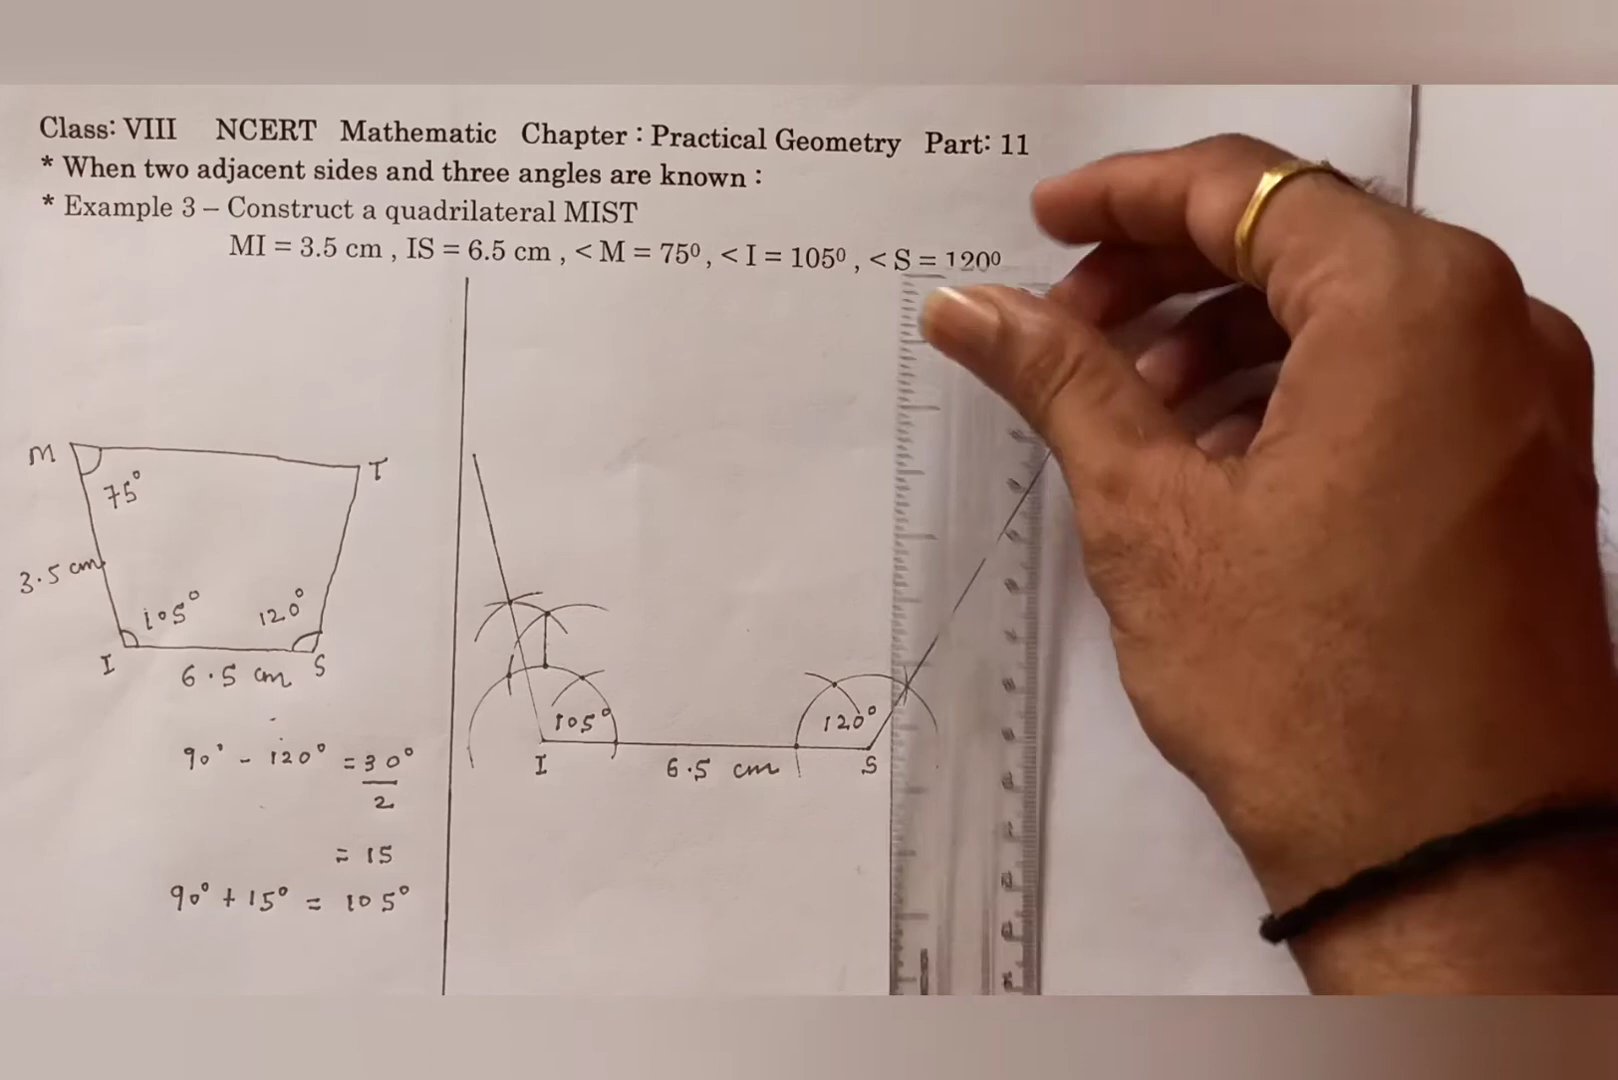 Class: VIII NCERT Mathematic Chapter : Practical Geometry Part: 11
* When two adjacent sides and three angles are known :
* Example 3 – Construct a quadrilateral MIST
MI = 3.5 cm , IS = 6.5 cm , < M = 75⁰ , < I = 105⁰ , < S = 120⁰
M
T
75°
3.5 cm
105°
120°
I
6.5 cm
S
90° - 120° = 30°
2
= 15
90° + 15° = 105°
105°
120°
I
6.5 cm
S